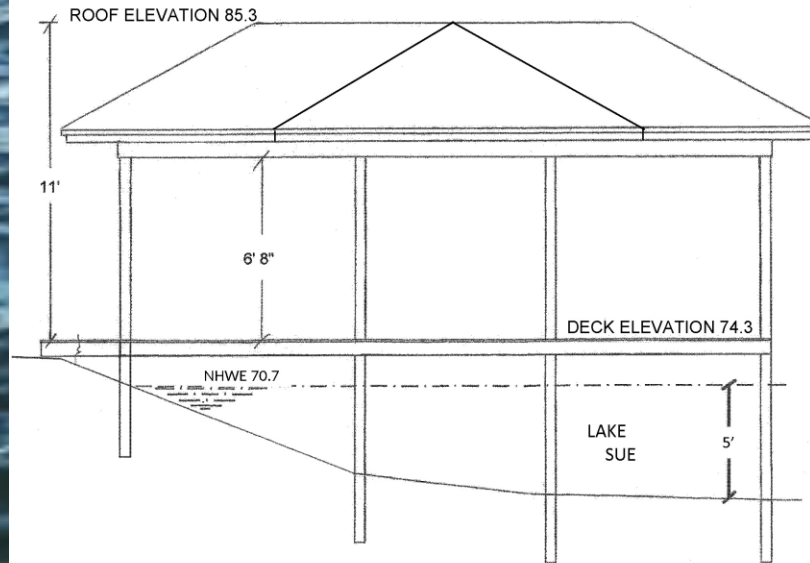 ROOF ELEVATION 85.3
11'
6' 8"
DECK ELEVATION 74.3
NHWE 70.7
LAKE
SUE
5'